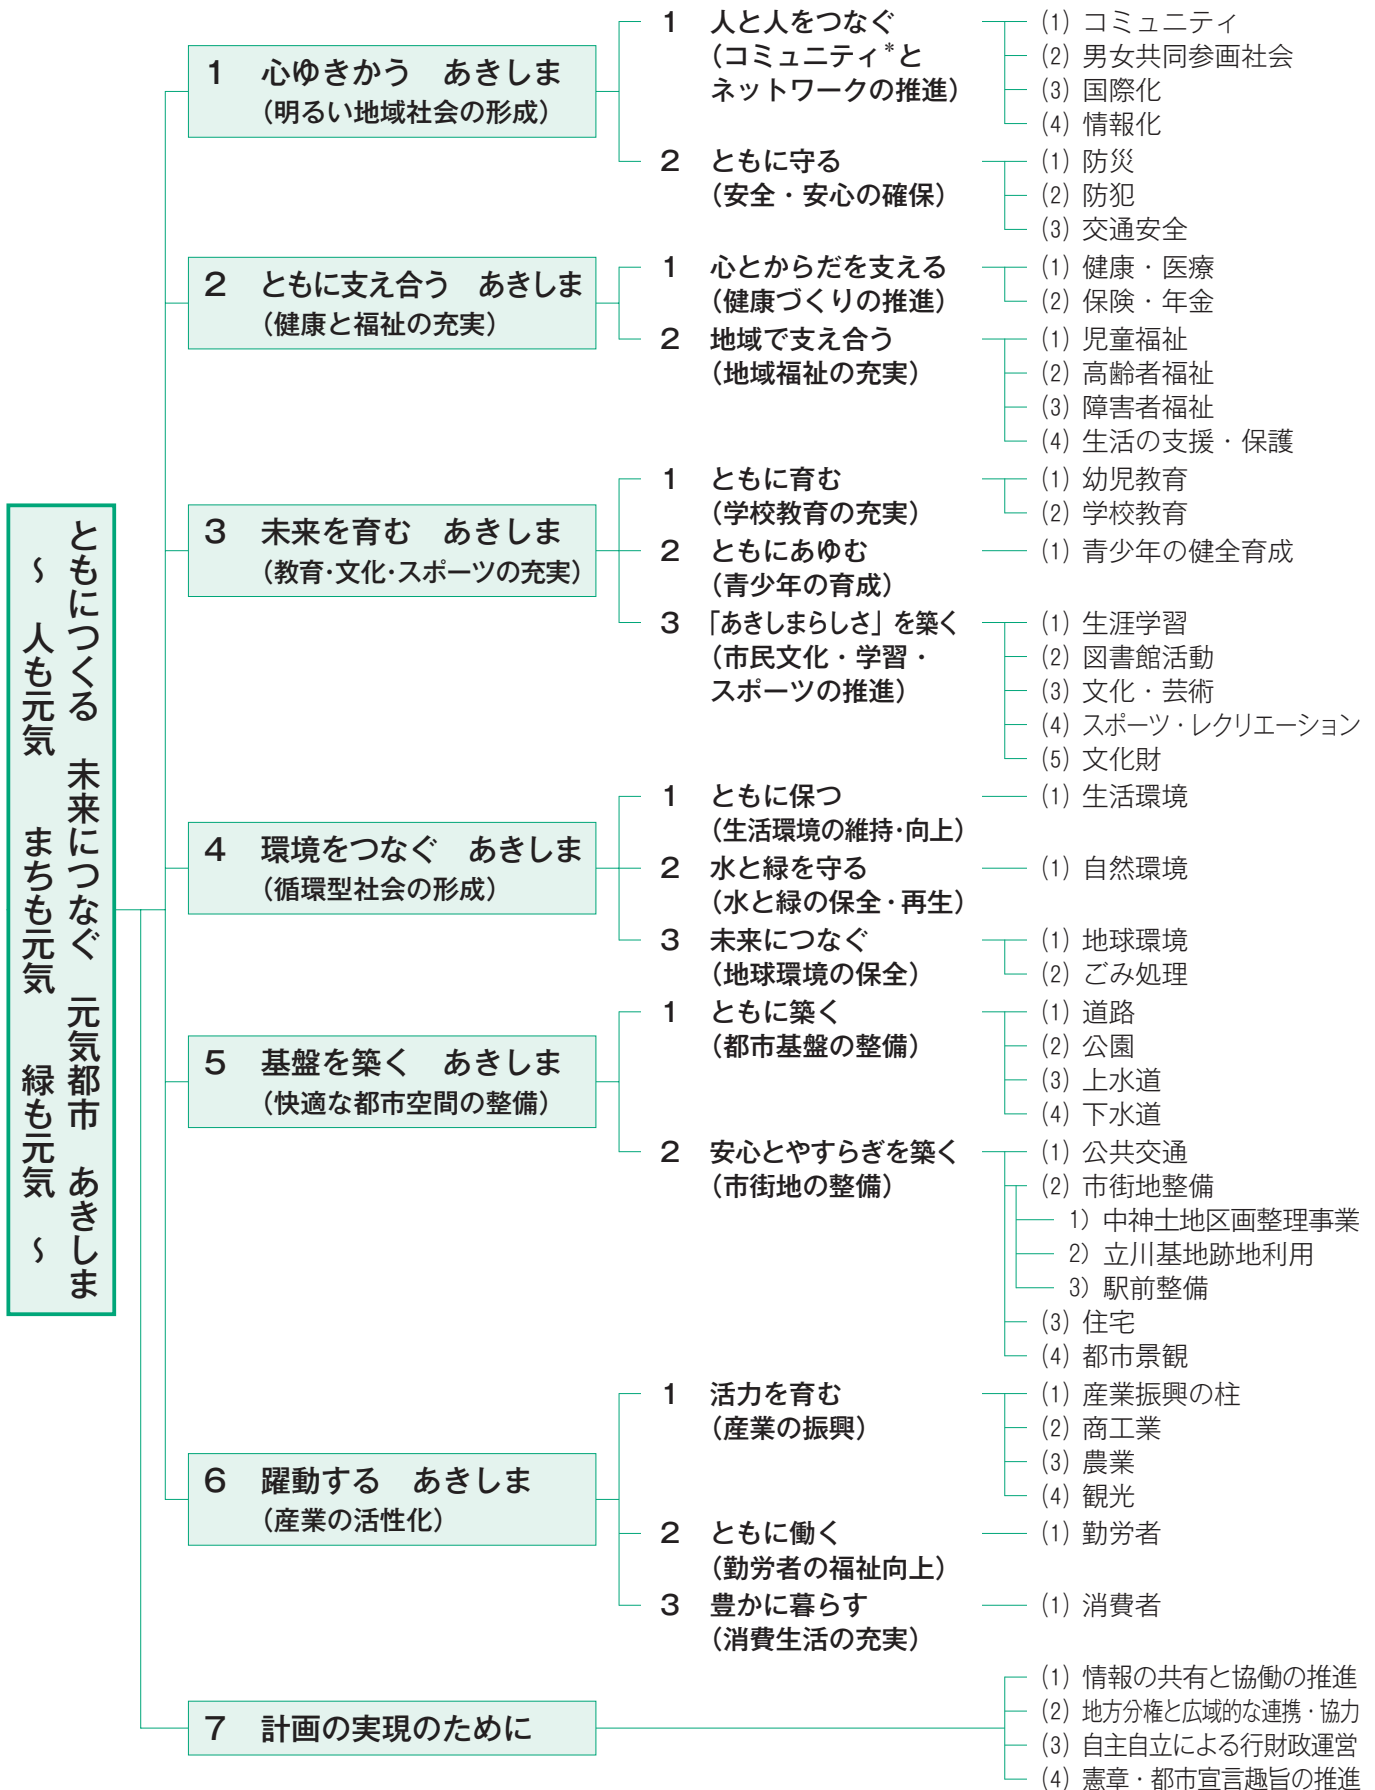 ともにつくる　未来につなぐ　元気都市　あきしま
～　人も元気　まちも元気　緑も元気　～
1　心ゆきかう　あきしま
（明るい地域社会の形成）
1　人と人をつなぐ
（コミュニティ*と
ネットワークの推進）
(1) コミュニティ
(2) 男女共同参画社会
(3) 国際化
(4) 情報化
2　ともに守る
（安全・安心の確保）
(1) 防災
(2) 防犯
(3) 交通安全
2　ともに支え合う　あきしま
（健康と福祉の充実）
1　心とからだを支える
（健康づくりの推進）
(1) 健康・医療
(2) 保険・年金
2　地域で支え合う
（地域福祉の充実）
(1) 児童福祉
(2) 高齢者福祉
(3) 障害者福祉
(4) 生活の支援・保護
3　未来を育む　あきしま
（教育・文化・スポーツの充実）
1　ともに育む
（学校教育の充実）
(1) 幼児教育
(2) 学校教育
2　ともにあゆむ
（青少年の育成）
(1) 青少年の健全育成
3　「あきしまらしさ」を築く
（市民文化・学習・
スポーツの推進）
(1) 生涯学習
(2) 図書館活動
(3) 文化・芸術
(4) スポーツ・レクリエーション
(5) 文化財
4　環境をつなぐ　あきしま
（循環型社会の形成）
1　ともに保つ
（生活環境の維持・向上）
(1) 生活環境
2　水と緑を守る
（水と緑の保全・再生）
(1) 自然環境
3　未来につなぐ
（地球環境の保全）
(1) 地球環境
(2) ごみ処理
5　基盤を築く　あきしま
（快適な都市空間の整備）
1　ともに築く
（都市基盤の整備）
(1) 道路
(2) 公園
(3) 上水道
(4) 下水道
2　安心とやすらぎを築く
（市街地の整備）
(1) 公共交通
(2) 市街地整備
1) 中神土地区画整理事業
2) 立川基地跡地利用
3) 駅前整備
(3) 住宅
(4) 都市景観
6　躍動する　あきしま
（産業の活性化）
1　活力を育む
（産業の振興）
(1) 産業振興の柱
(2) 商工業
(3) 農業
(4) 観光
2　ともに働く
（勤労者の福祉向上）
(1) 勤労者
3　豊かに暮らす
（消費生活の充実）
(1) 消費者
7　計画の実現のために
(1) 情報の共有と協働の推進
(2) 地方分権と広域的な連携・協力
(3) 自主自立による行財政運営
(4) 憲章・都市宣言趣旨の推進